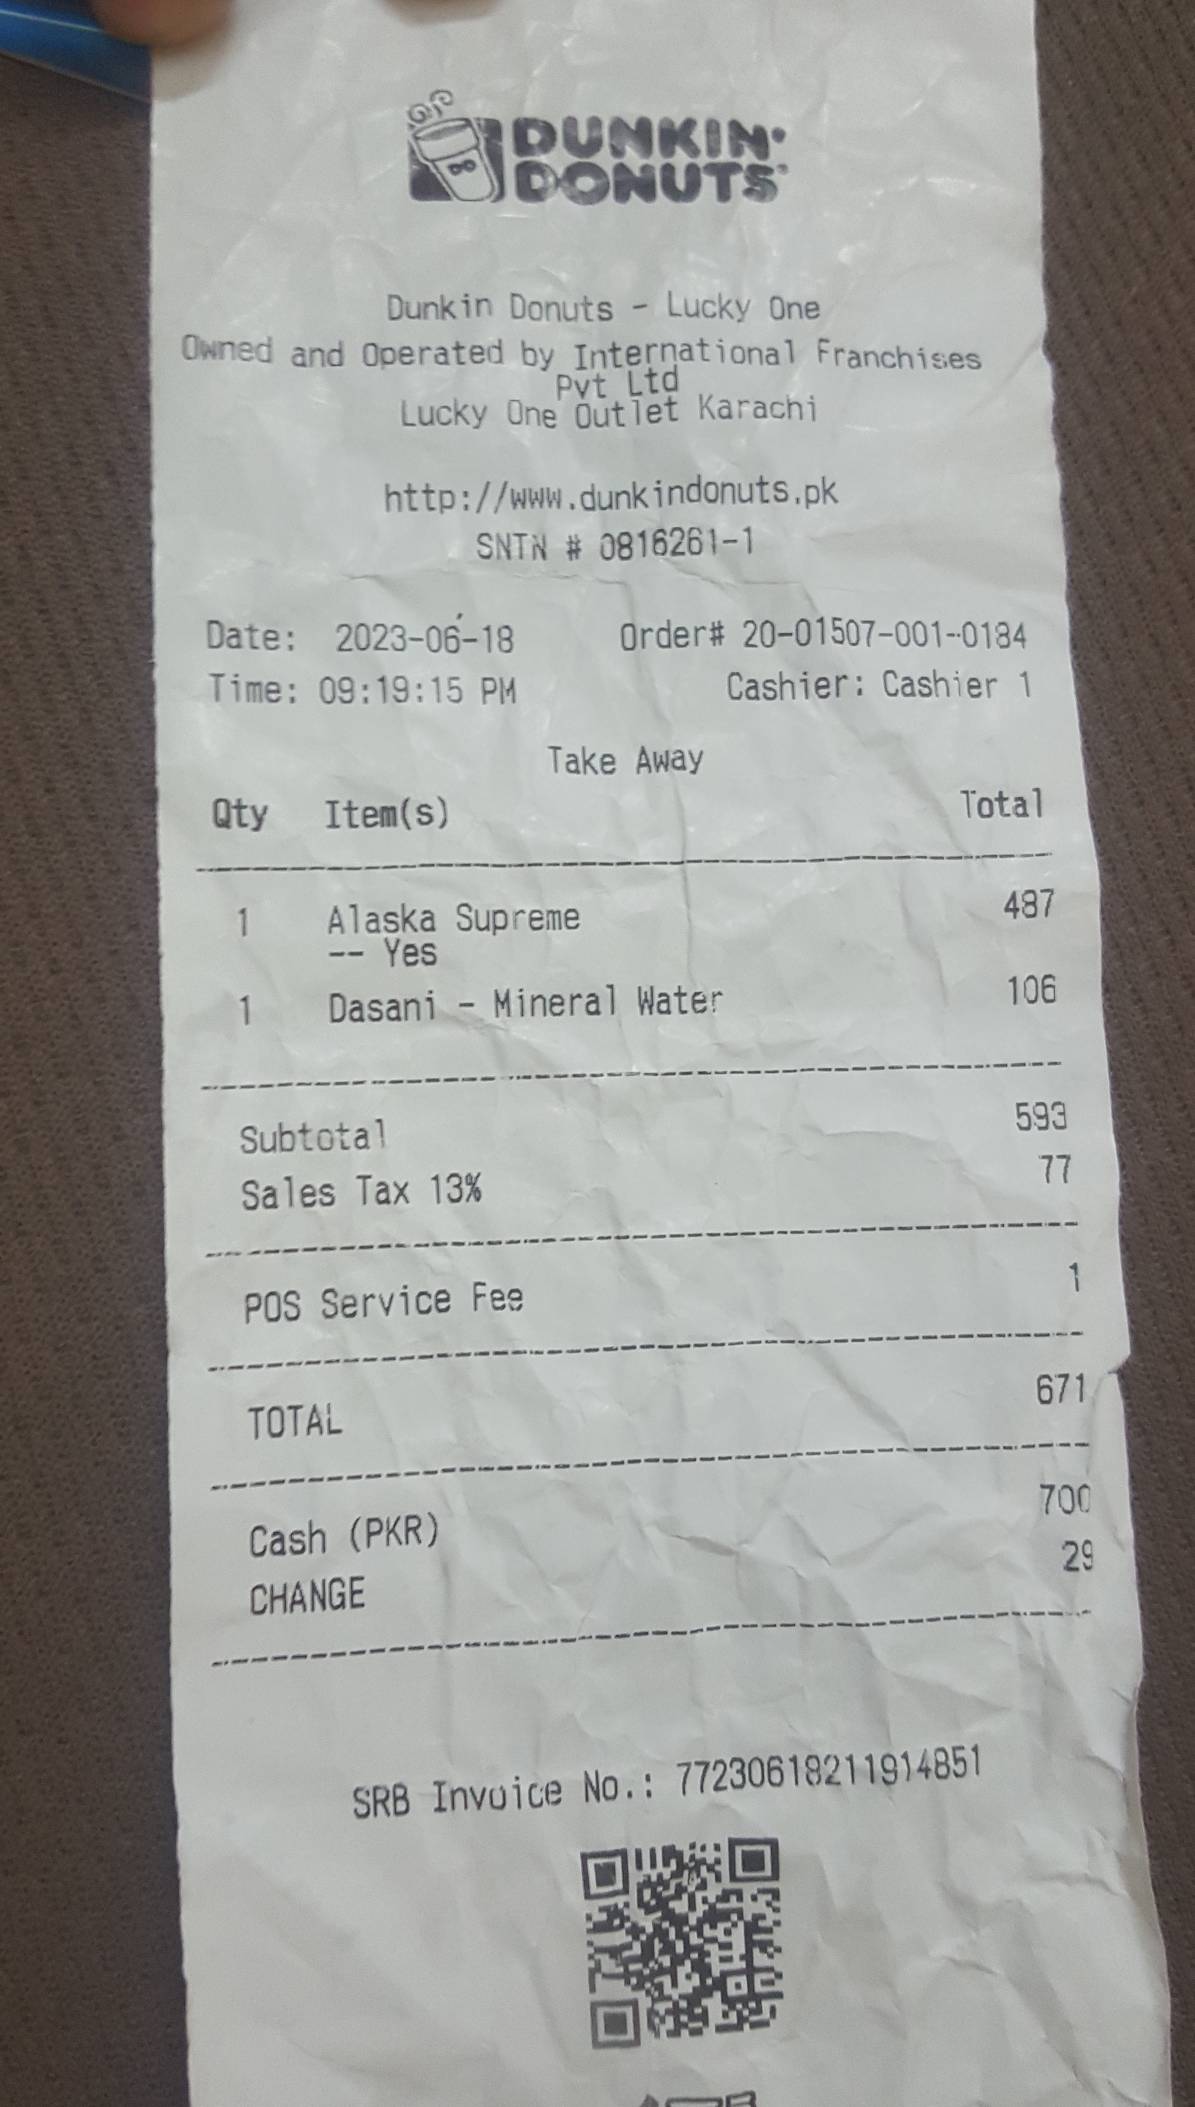 DUNKIN'
DONUTS
Dunkin Donuts - Lucky One
Owned and Operated by International Franchises
Pvt Ltd
Lucky One Outlet Karachi
http://www.dunkindonuts.pk
SNTN # 0816261-1
Date: 2023-06-18 Order# 20-01507-001-0184
Time: 09:19:15 PM Cashier: Cashier 1
Take Away
Qty Item(s) Total
1 Alaska Supreme 487
-- Yes
1 Dasani - Mineral Water 106
Subtotal 593
Sales Tax 13% 77
POS Service Fee 1
TOTAL 671
Cash (PKR) 700
CHANGE 29
SRB Invoice No.: 77230618211914851